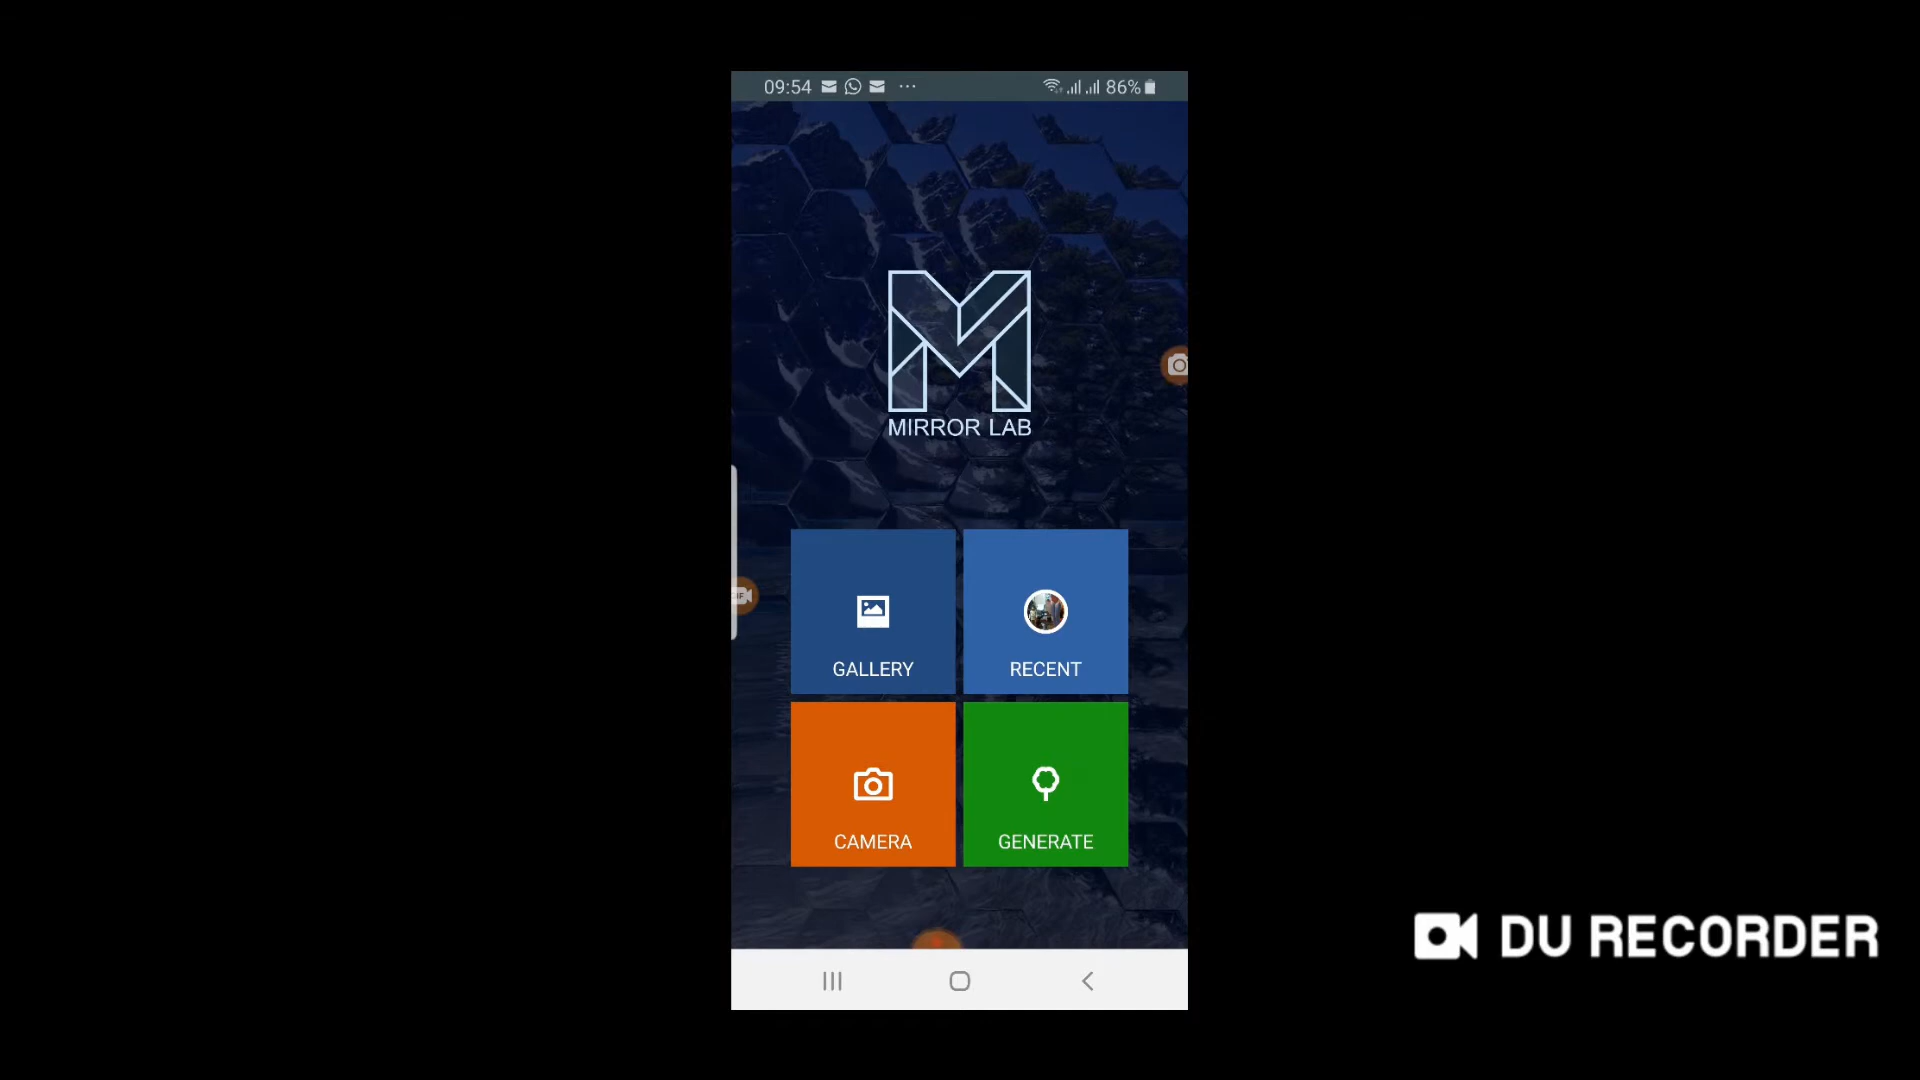 09:54 ··· 86%
MIRROR LAB
GALLERY
RECENT
CAMERA
GENERATE
DU RECORDER